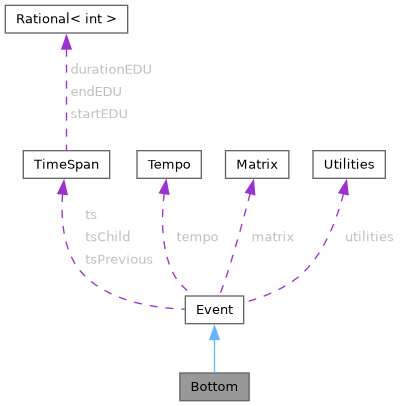 Rational< int >
durationEDU
endEDU
startEDU
TimeSpan
Tempo
Matrix
Utilities
ts
tsChild
tsPrevious
tempo
matrix
utilities
Event
Bottom